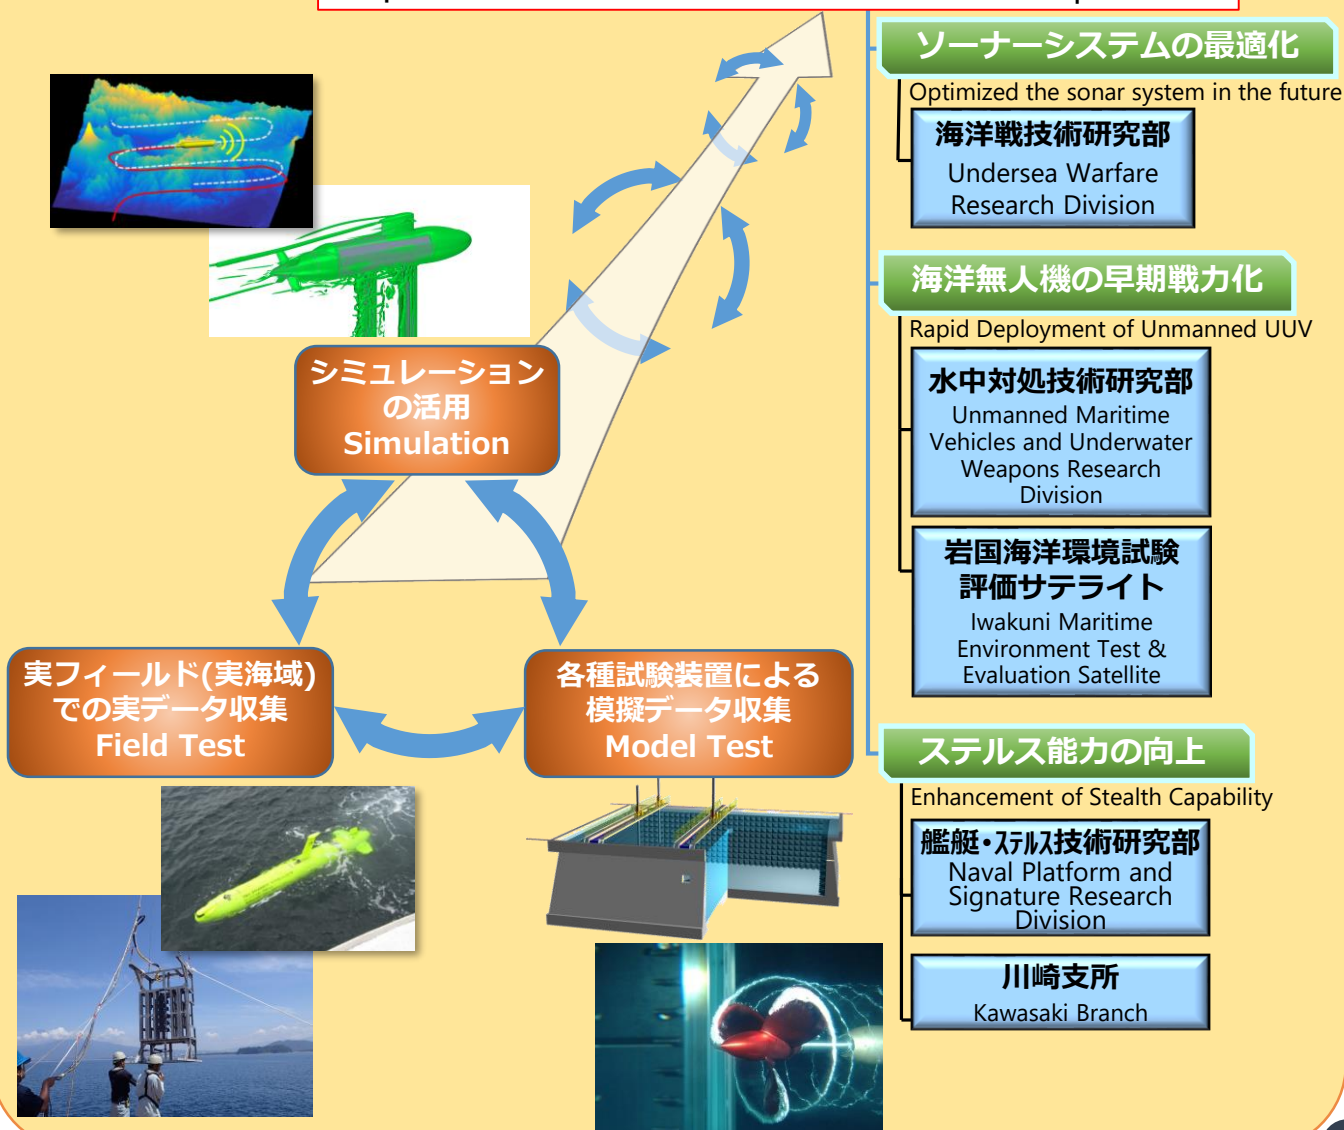 ソーナーシステムの最適化
Optimized the sonar system in the future
海洋戦技術研究部
Undersea Warfare
Research Division
海洋無人機の早期戦力化
Rapid Deployment of Unmanned UUV
水中対処技術研究部
Unmanned Maritime
Vehicles and Underwater
Weapons Research
Division
岩国海洋環境試験
評価サテライト
Iwakuni Maritime
Environment Test &
Evaluation Satellite
ステルス能力の向上
Enhancement of Stealth Capability
艦艇・ステルス技術研究部
Naval Platform and
Signature Research
Division
川崎支所
Kawasaki Branch
シミュレーション
の活用
Simulation
実フィールド(実海域)
での実データ収集
Field Test
各種試験装置による
模擬データ収集
Model Test